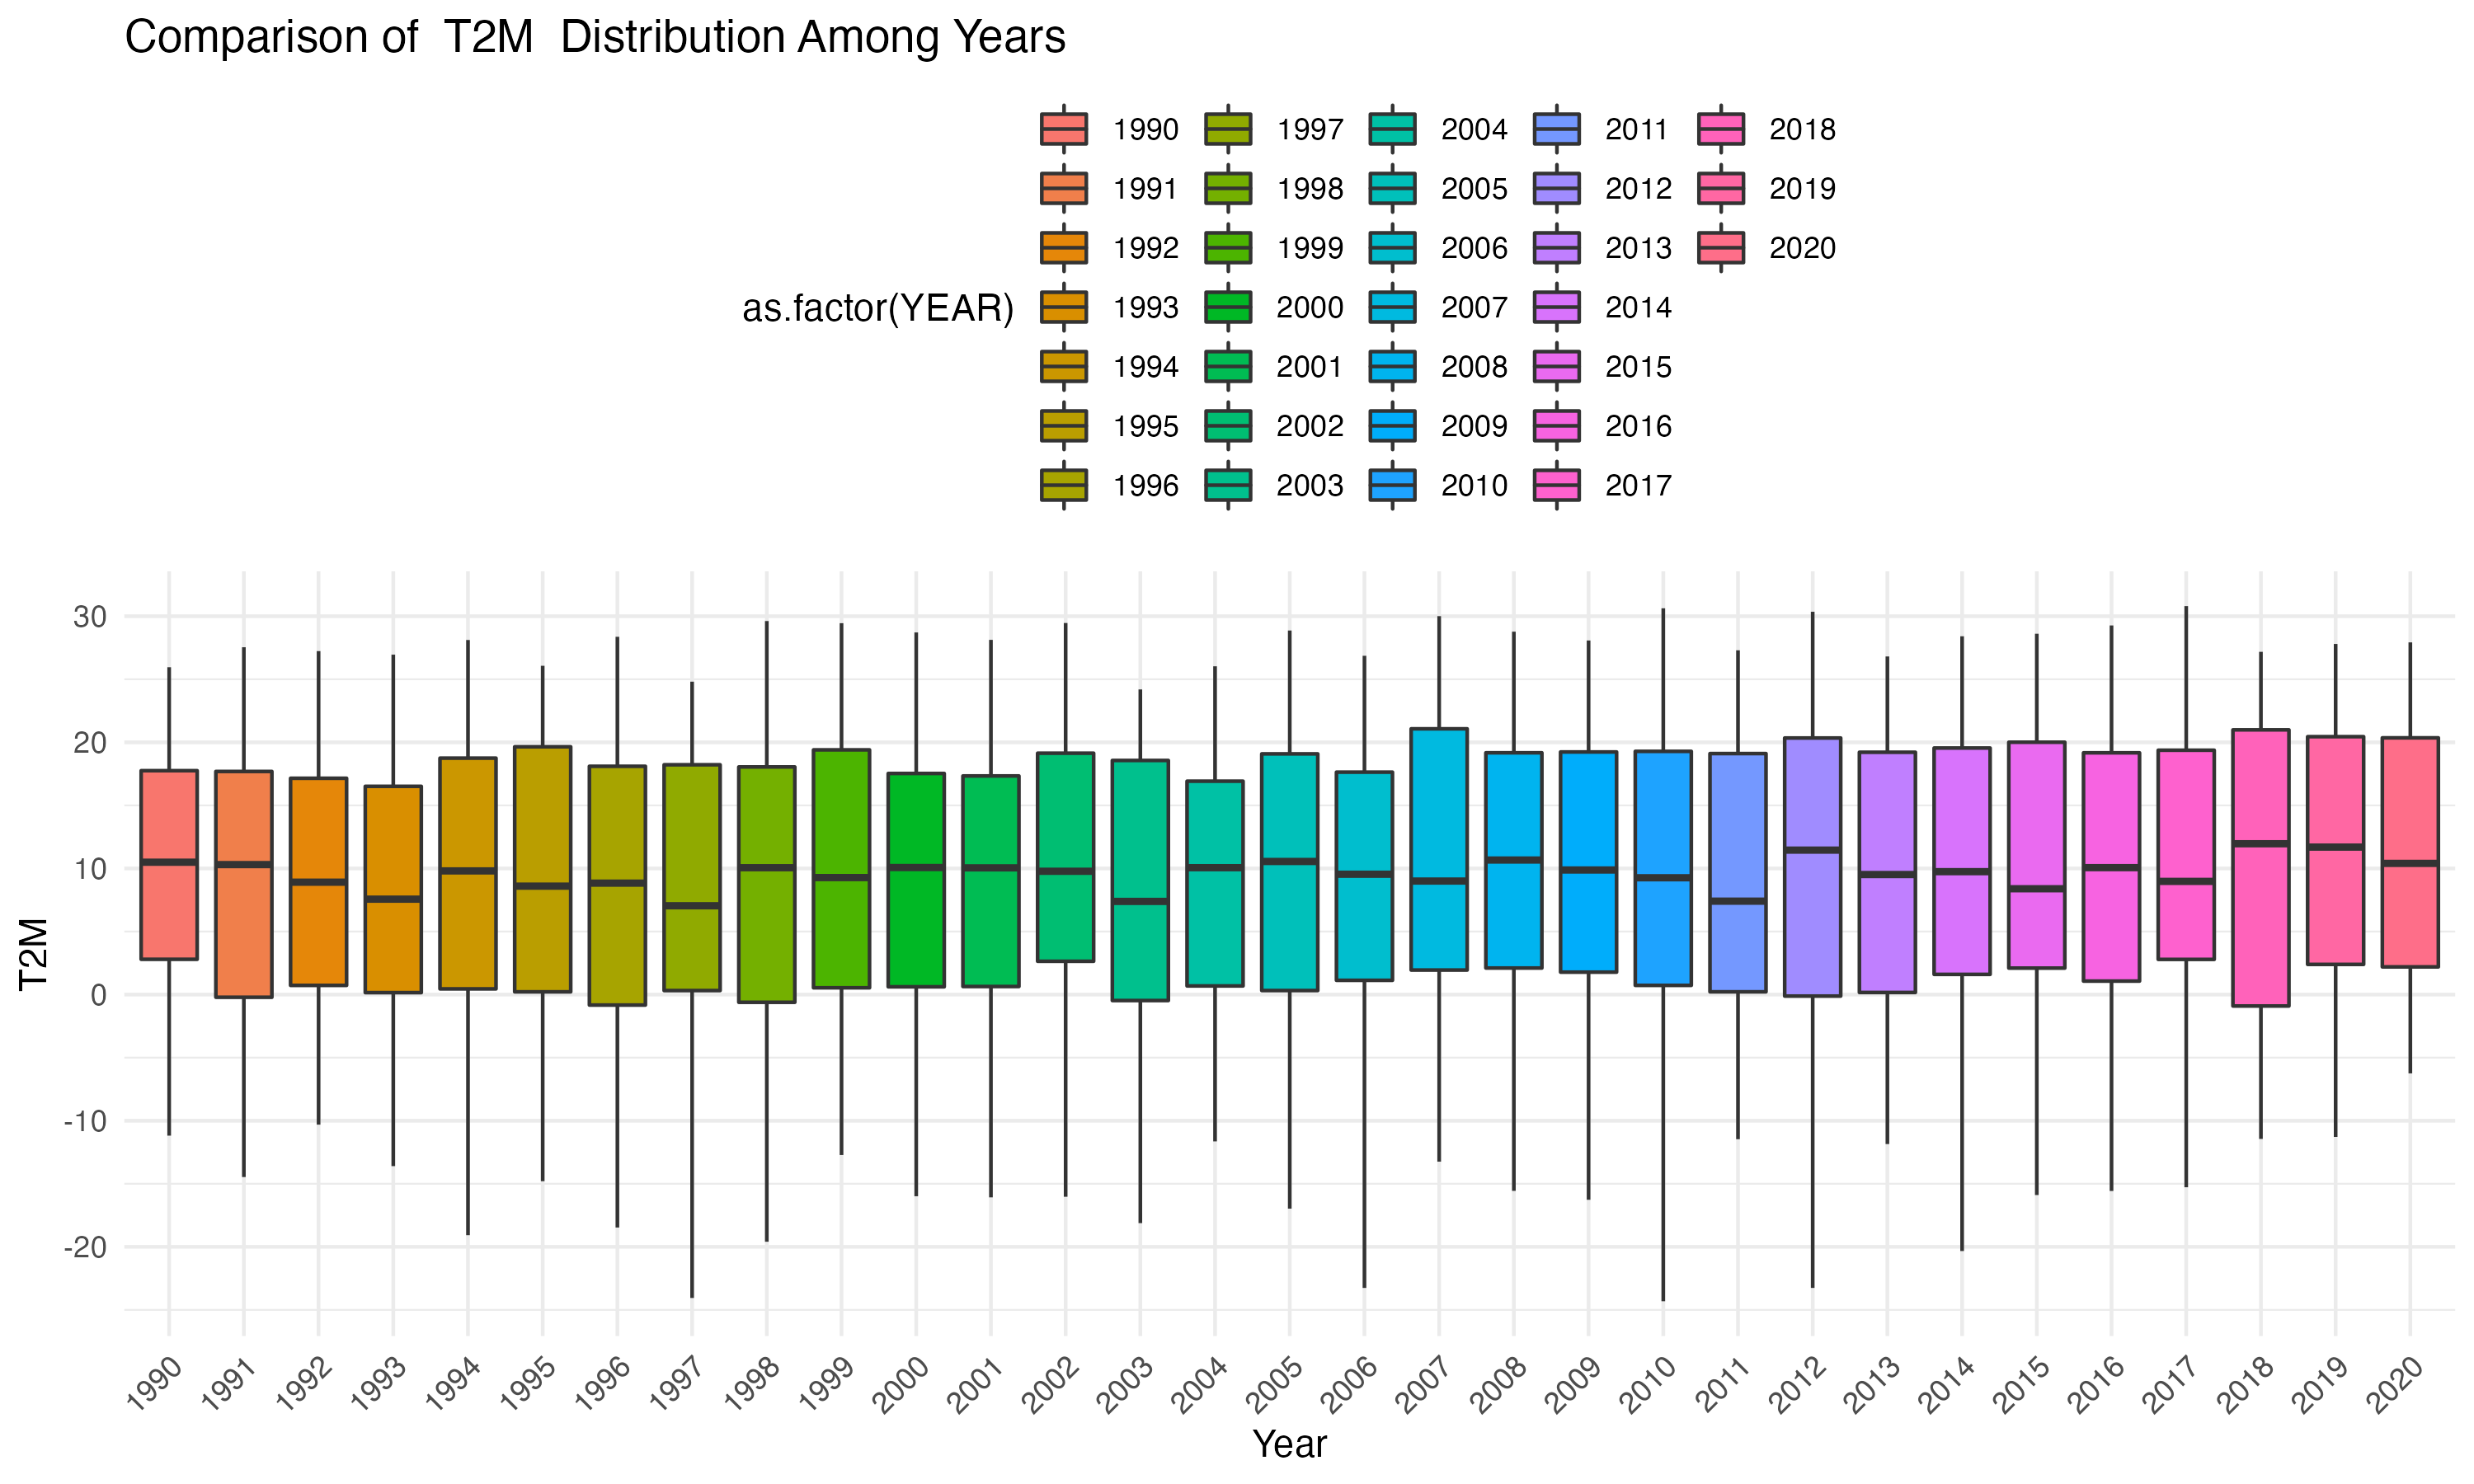 Comparison of  T2M  Distribution Among Years
as.factor(YEAR)
1990 1997 2004 2011 2018
1991 1998 2005 2012 2019
1992 1999 2006 2013 2020
1993 2000 2007 2014
1994 2001 2008 2015
1995 2002 2009 2016
1996 2003 2010 2017
T2M
30
20
10
0
-10
-20
1990 1991 1992 1993 1994 1995 1996 1997 1998 1999 2000 2001 2002 2003 2004 2005 2006 2007 2008 2009 2010 2011 2012 2013 2014 2015 2016 2017 2018 2019 2020
Year